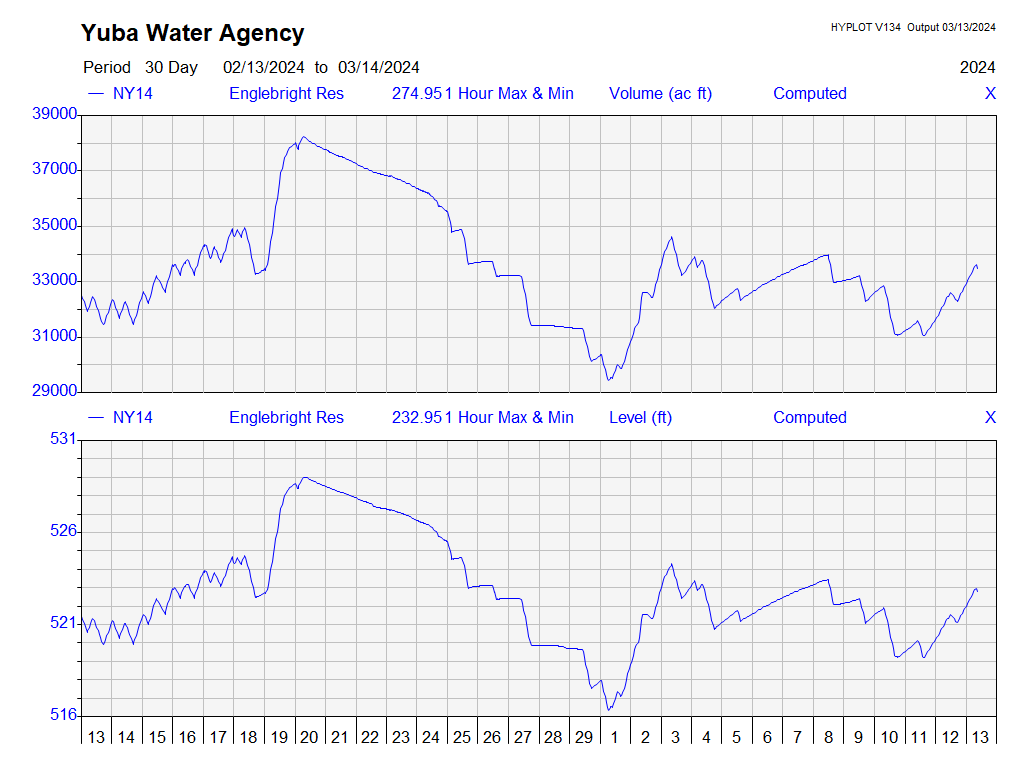 Yuba Water Agency
HYPLOT V134 Output 03/13/2024
Period 30 Day 02/13/2024 to 03/14/2024
2024
NY14 Englebright Res 274.951 Hour Max & Min Volume (ac ft) Computed X
39000
37000
35000
33000
31000
29000
NY14 Englebright Res 232.951 Hour Max & Min Level (ft) Computed X
531
526
521
516
13 14 15 16 17 18 19 20 21 22 23 24 25 26 27 28 29 1 2 3 4 5 6 7 8 9 10 11 12 13